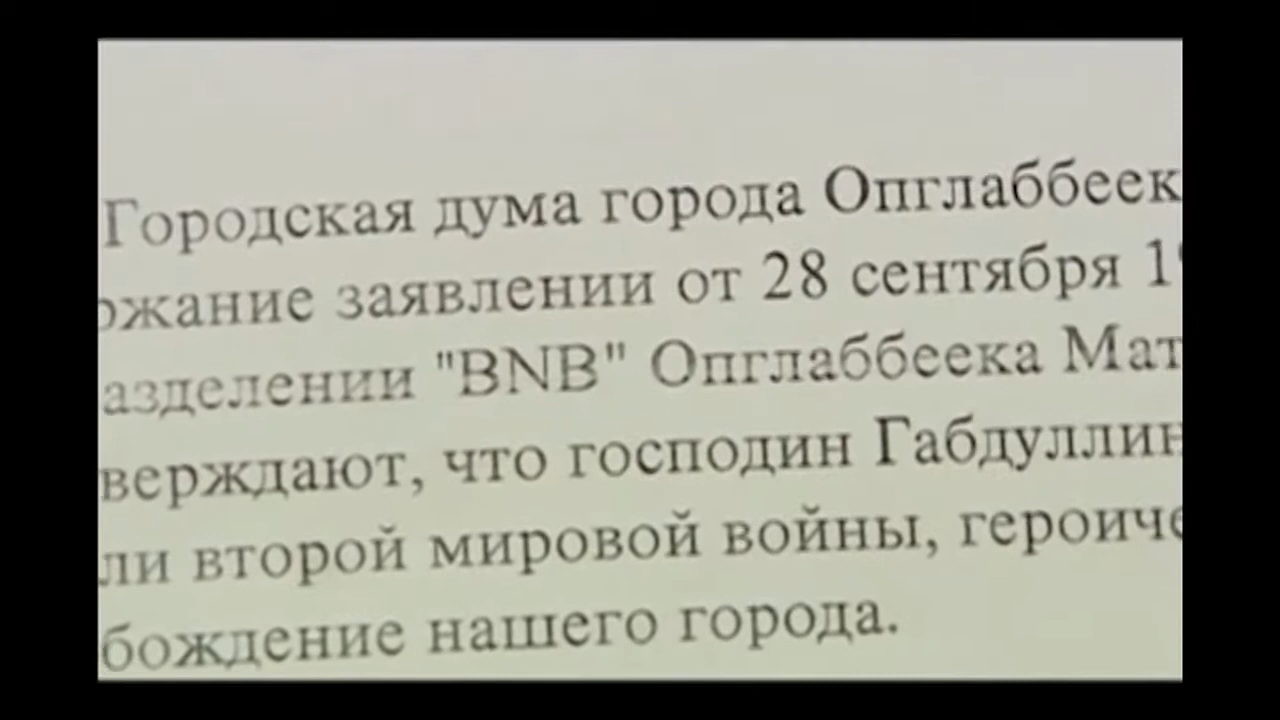 Городская дума города Опглаббеек
ржание заявлении от 28 сентября 1
азделении "BNB" Опглаббеека Мат
верждают, что господин Габдуллин
ли второй мировой войны, героиче
бождение нашего города.